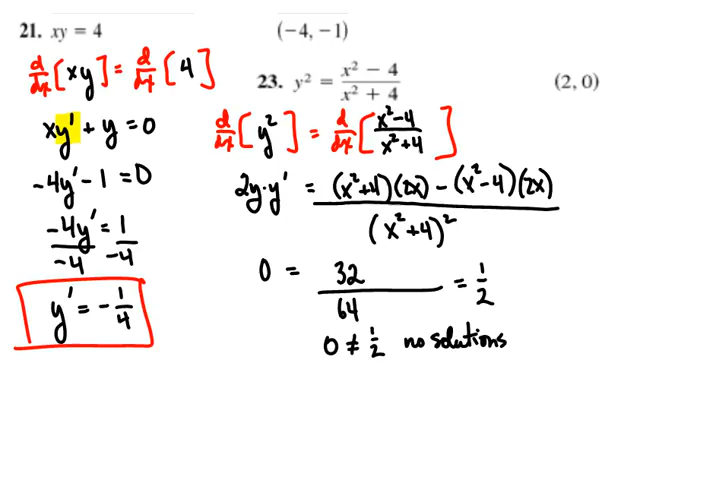 21. xy = 4
(-4, -1)
d/dx [xy] = d/dx [4]
xy' + y = 0
-4y' - 1 = 0
-4y'/-4 = 1/-4
y' = -1/4
23. y² = (x² - 4)/(x² + 4)
(2, 0)
d/dx [y²] = d/dx [(x²-4)/(x²+4)]
2y·y' = ((x²+4)(2x) - (x²-4)(2x))/(x²+4)²
0 = 32/64 = 1/2
0 ≠ 1/2 no solutions